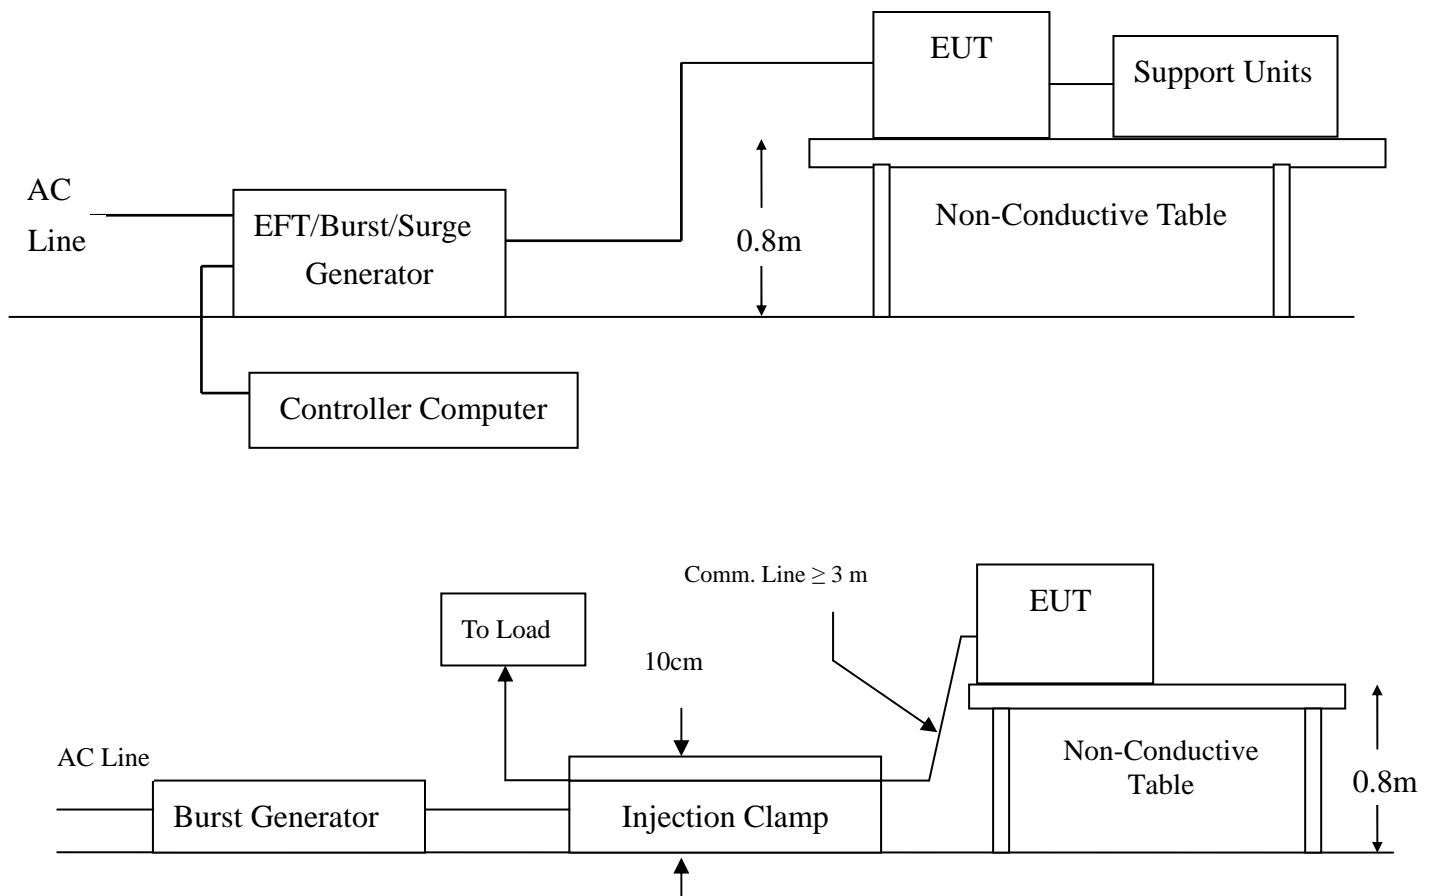 EUT
Support Units
AC
Line
EFT/Burst/Surge
Generator
0.8m
Non-Conductive Table
Controller Computer
Comm. Line ≥ 3 m
EUT
To Load
10cm
AC Line
Burst Generator
Injection Clamp
Non-Conductive
Table
0.8m